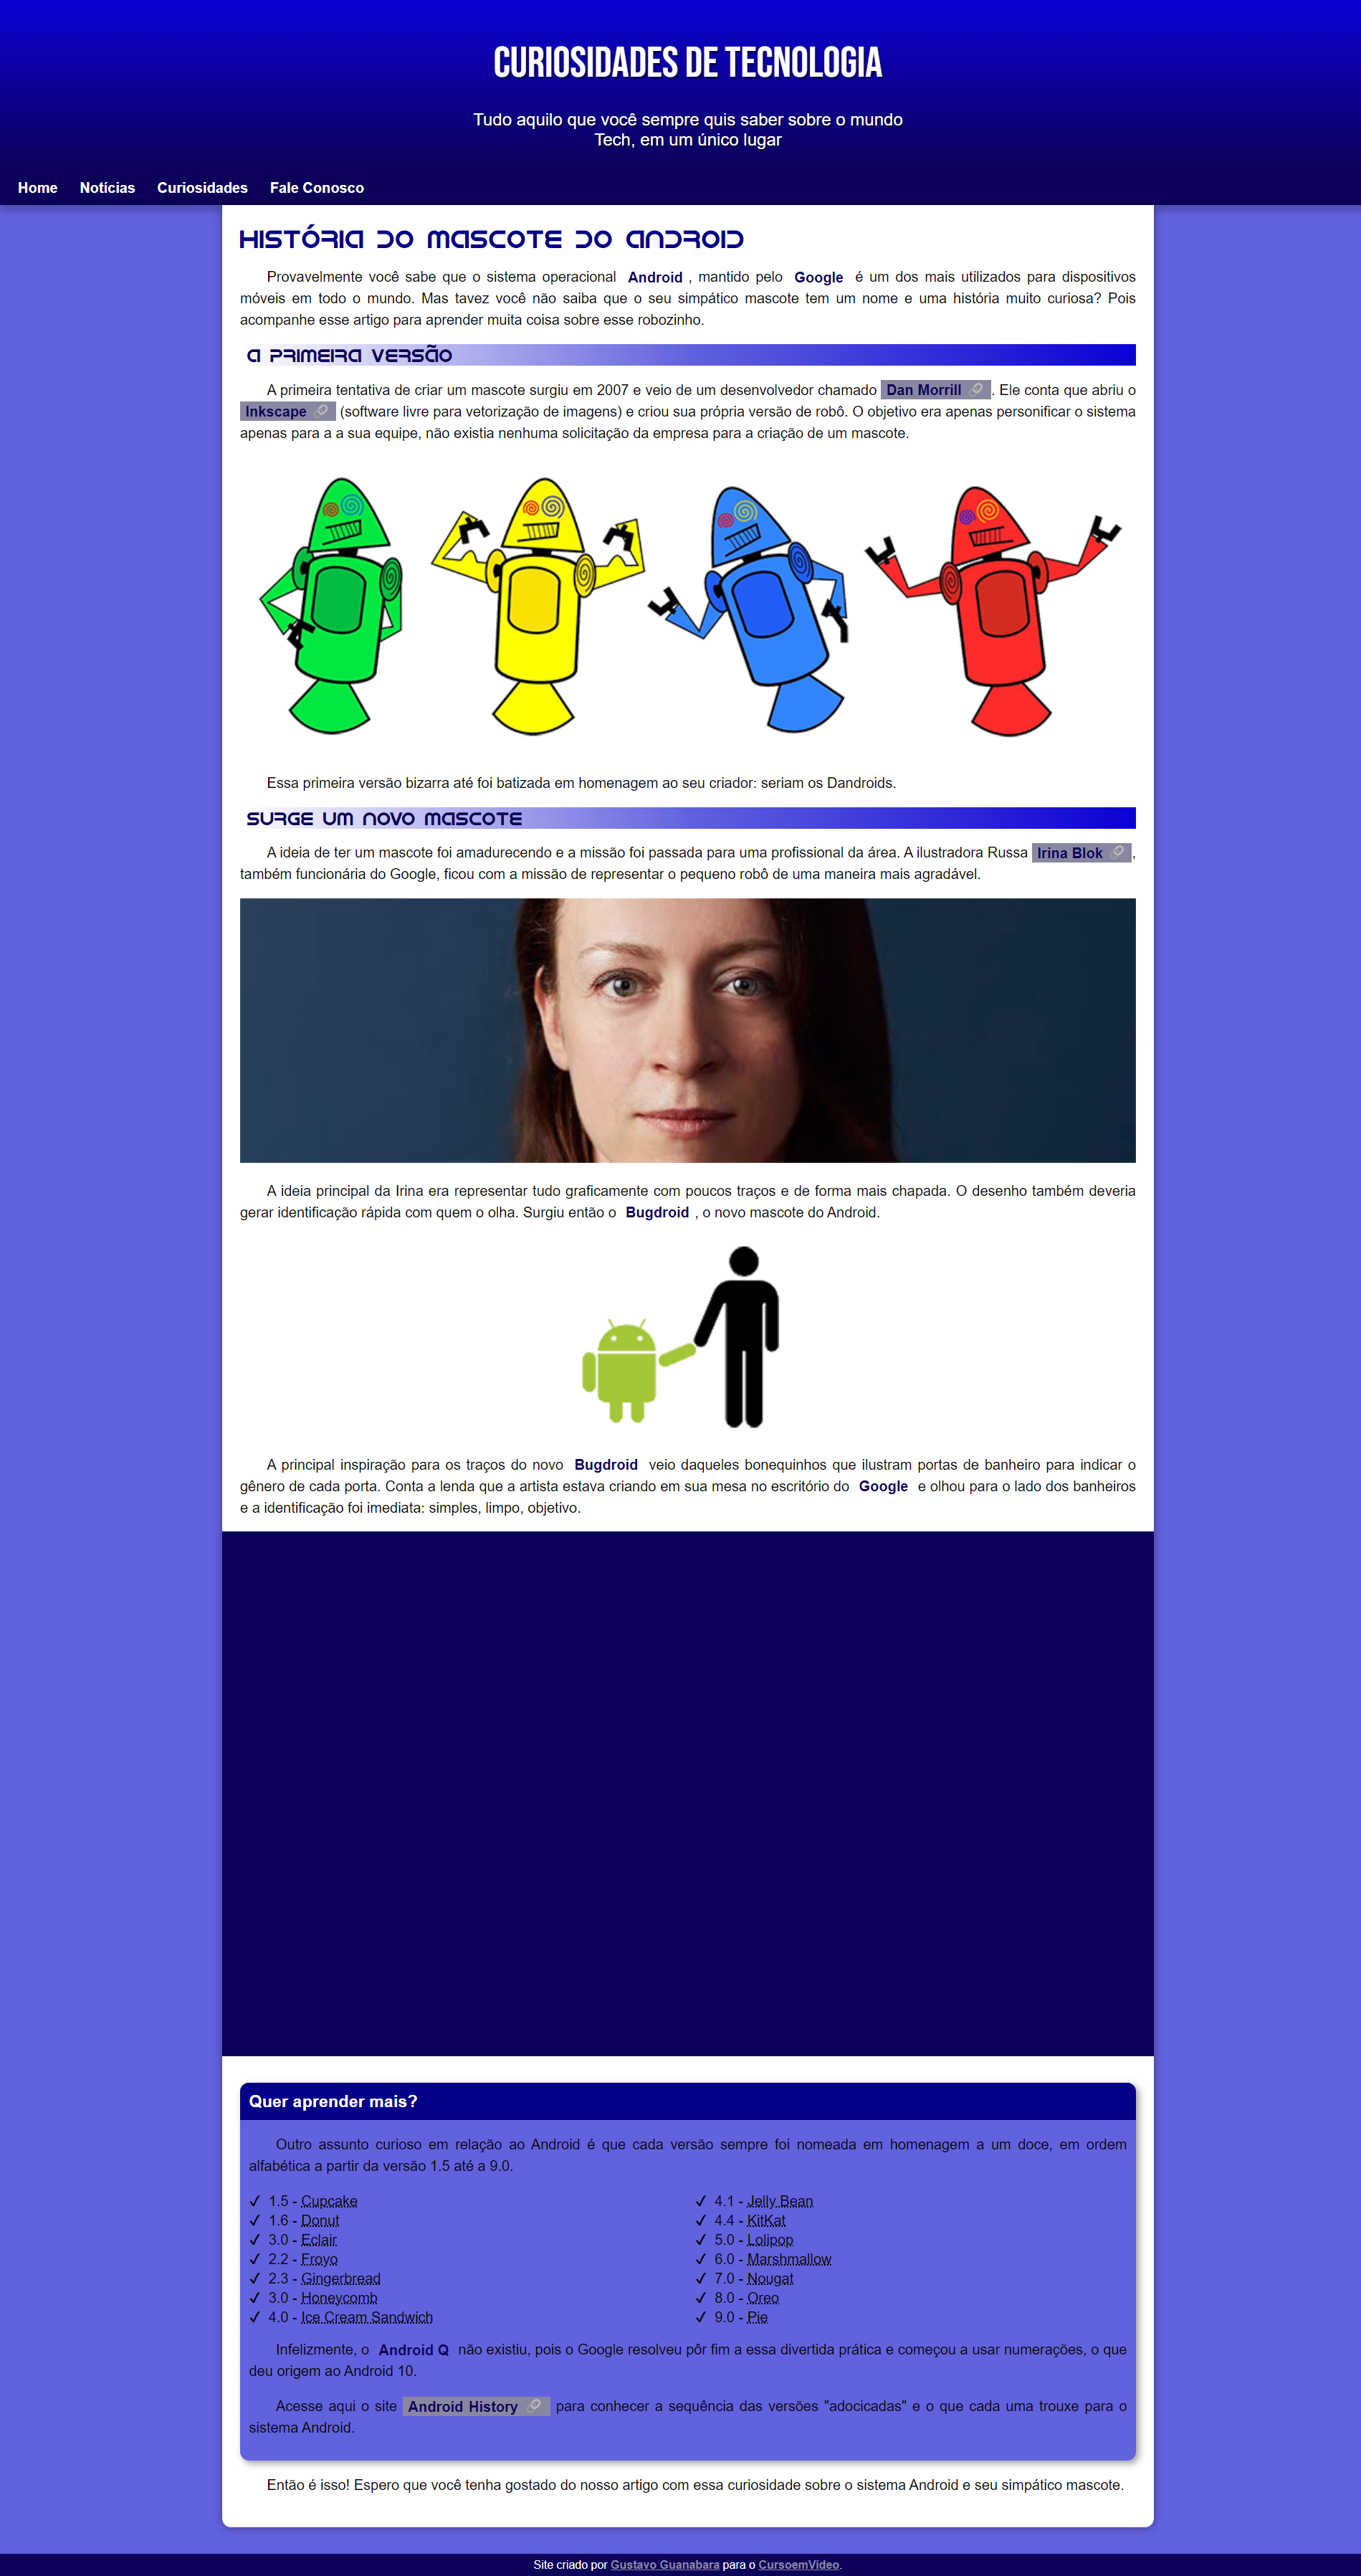 CURIOSIDADES DE TECNOLOGIA
Tudo aquilo que você sempre quis saber sobre o mundo
Tech, em um único lugar
Home Notícias Curiosidades Fale Conosco
HISTÓRIA DO MASCOTE DO ANDROID
Provavelmente você sabe que o sistema operacional Android , mantido pelo Google é um dos mais utilizados para dispositivos
móveis em todo o mundo. Mas tavez você não saiba que o seu simpático mascote tem um nome e uma história muito curiosa? Pois
acompanhe esse artigo para aprender muita coisa sobre esse robozinho.
A PRIMEIRA VERSÃO
A primeira tentativa de criar um mascote surgiu em 2007 e veio de um desenvolvedor chamado Dan Morrill . Ele conta que abriu o
Inkscape (software livre para vetorização de imagens) e criou sua própria versão de robô. O objetivo era apenas personificar o sistema
apenas para a a sua equipe, não existia nenhuma solicitação da empresa para a criação de um mascote.
Essa primeira versão bizarra até foi batizada em homenagem ao seu criador: seriam os Dandroids.
SURGE UM NOVO MASCOTE
A ideia de ter um mascote foi amadurecendo e a missão foi passada para uma profissional da área. A ilustradora Russa Irina Blok ,
também funcionária do Google, ficou com a missão de representar o pequeno robô de uma maneira mais agradável.
A ideia principal da Irina era representar tudo graficamente com poucos traços e de forma mais chapada. O desenho também deveria
gerar identificação rápida com quem o olha. Surgiu então o Bugdroid , o novo mascote do Android.
A principal inspiração para os traços do novo Bugdroid veio daqueles bonequinhos que ilustram portas de banheiro para indicar o
gênero de cada porta. Conta a lenda que a artista estava criando em sua mesa no escritório do Google e olhou para o lado dos banheiros
e a identificação foi imediata: simples, limpo, objetivo.
Quer aprender mais?
Outro assunto curioso em relação ao Android é que cada versão sempre foi nomeada em homenagem a um doce, em ordem
alfabética a partir da versão 1.5 até a 9.0.
✓ 1.5 - Cupcake
✓ 1.6 - Donut
✓ 3.0 - Eclair
✓ 2.2 - Froyo
✓ 2.3 - Gingerbread
✓ 3.0 - Honeycomb
✓ 4.0 - Ice Cream Sandwich
✓ 4.1 - Jelly Bean
✓ 4.4 - KitKat
✓ 5.0 - Lolipop
✓ 6.0 - Marshmallow
✓ 7.0 - Nougat
✓ 8.0 - Oreo
✓ 9.0 - Pie
Infelizmente, o Android Q não existiu, pois o Google resolveu pôr fim a essa divertida prática e começou a usar numerações, o que
deu origem ao Android 10.
Acesse aqui o site Android History para conhecer a sequência das versões "adocicadas" e o que cada uma trouxe para o
sistema Android.
Então é isso! Espero que você tenha gostado do nosso artigo com essa curiosidade sobre o sistema Android e seu simpático mascote.
Site criado por Gustavo Guanabara para o CursoemVideo.